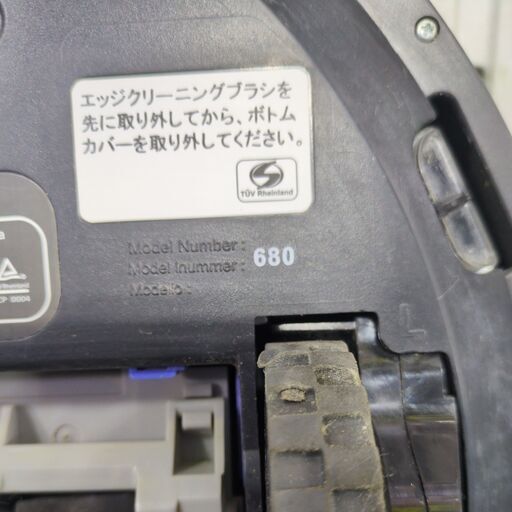 エッジクリーニングブラシを
先に取り外してから、ボトム
カバーを取り外してください。
TÜV Rheinland
Model Number :
Model inummer : 680
Modello :
L